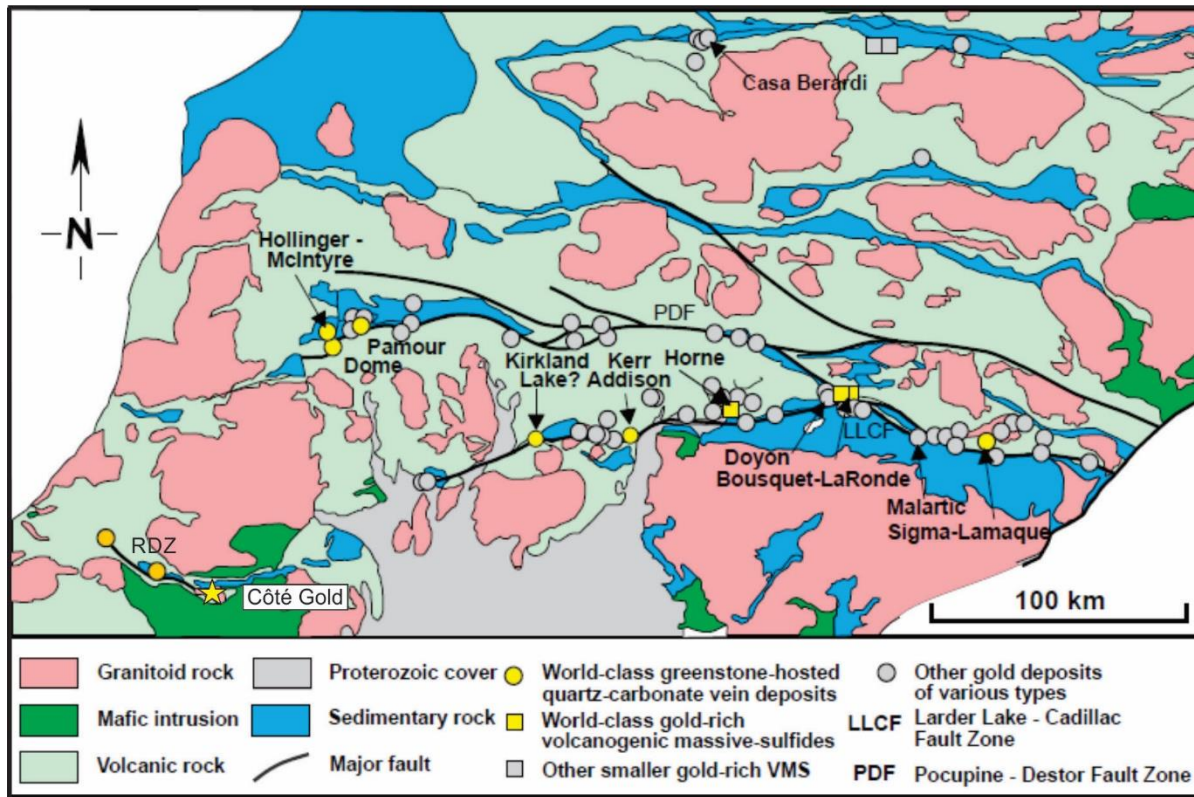 Casa Berardi
N
Hollinger -
McIntyre
PDF
Pamour
Dome
Kirkland
Lake?
Kerr
Addison
Horne
LLCF
Doyon
Bousquet-LaRonde
Malartic
Sigma-Lamaque
RDZ
Côté Gold
100 km
Granitoid rock
Mafic intrusion
Volcanic rock
Proterozoic cover
Sedimentary rock
Major fault
World-class greenstone-hosted
quartz-carbonate vein deposits
World-class gold-rich
volcanogenic massive-sulfides
Other smaller gold-rich VMS
Other gold deposits
of various types
LLCF Larder Lake - Cadillac
Fault Zone
PDF Pocupine - Destor Fault Zone